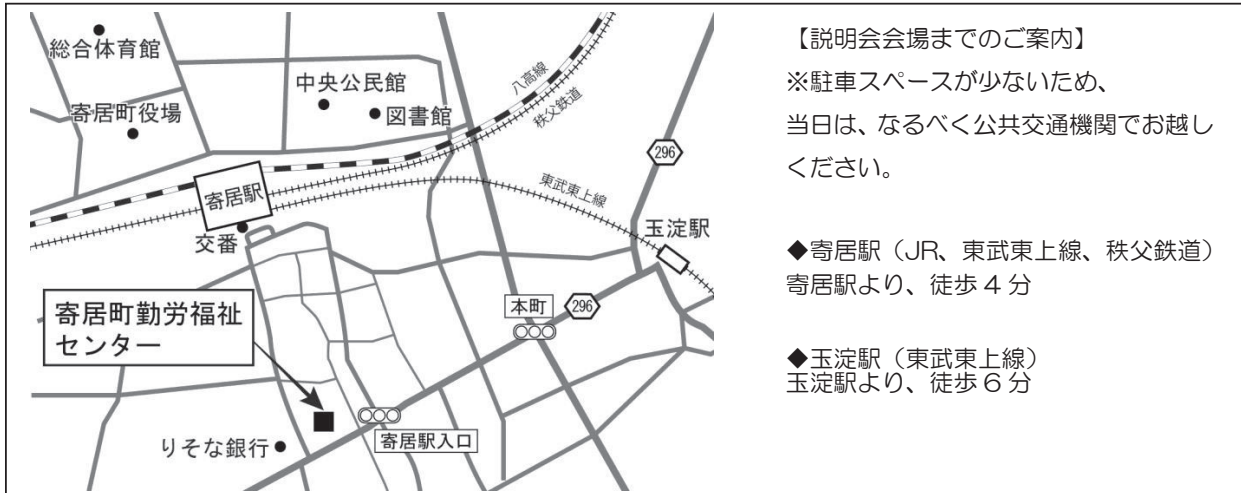 総合体育館
寄居町役場
中央公民館
図書館
八高線
秩父鉄道
296
寄居駅
東武東上線
玉淀駅
交番
寄居町勤労福祉
センター
本町
296
りそな銀行
寄居駅入口
【説明会会場までのご案内】
※駐車スペースが少ないため、
当日は、なるべく公共交通機関でお越し
ください。
◆寄居駅（JR、東武東上線、秩父鉄道）
寄居駅より、徒歩4分
◆玉淀駅（東武東上線）
玉淀駅より、徒歩6分